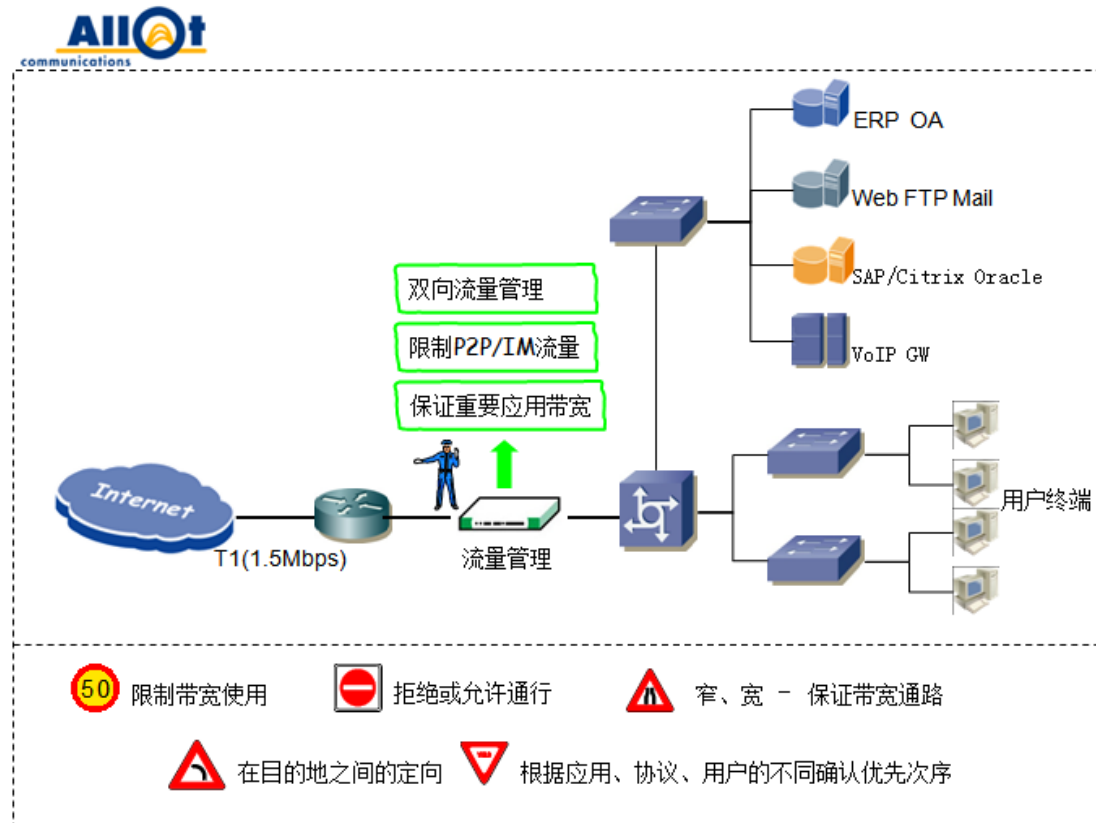 Allot
communications
ERP OA
Web FTP Mail
SAP/Citrix Oracle
VoIP GW
双向流量管理
限制P2P/IM流量
保证重要应用带宽
Internet
T1(1.5Mbps)
流量管理
用户终端
50 限制带宽使用
拒绝或允许通行
窄、宽 - 保证带宽通路
在目的地之间的定向
根据应用、协议、用户的不同确认优先次序